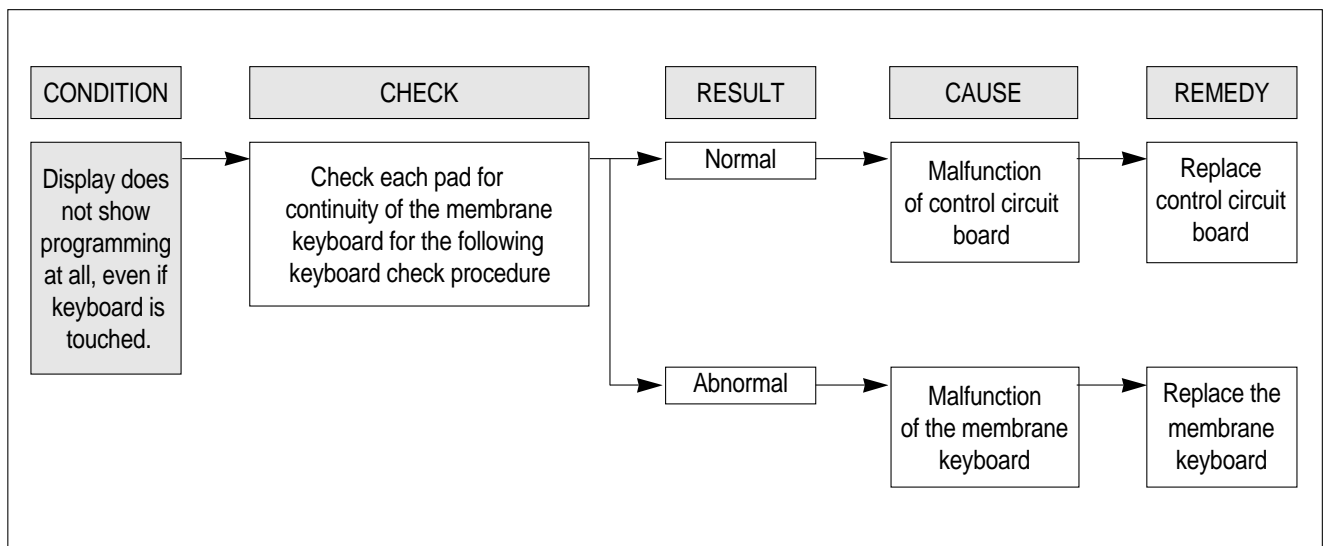 CONDITION
CHECK
RESULT
CAUSE
REMEDY
Display does
not show
programming
at all, even if
keyboard is
touched.
Check each pad for
continuity of the membrane
keyboard for the following
keyboard check procedure
Normal
Malfunction
of control circuit
board
Replace
control circuit
board
Abnormal
Malfunction
of the membrane
keyboard
Replace the
membrane
keyboard